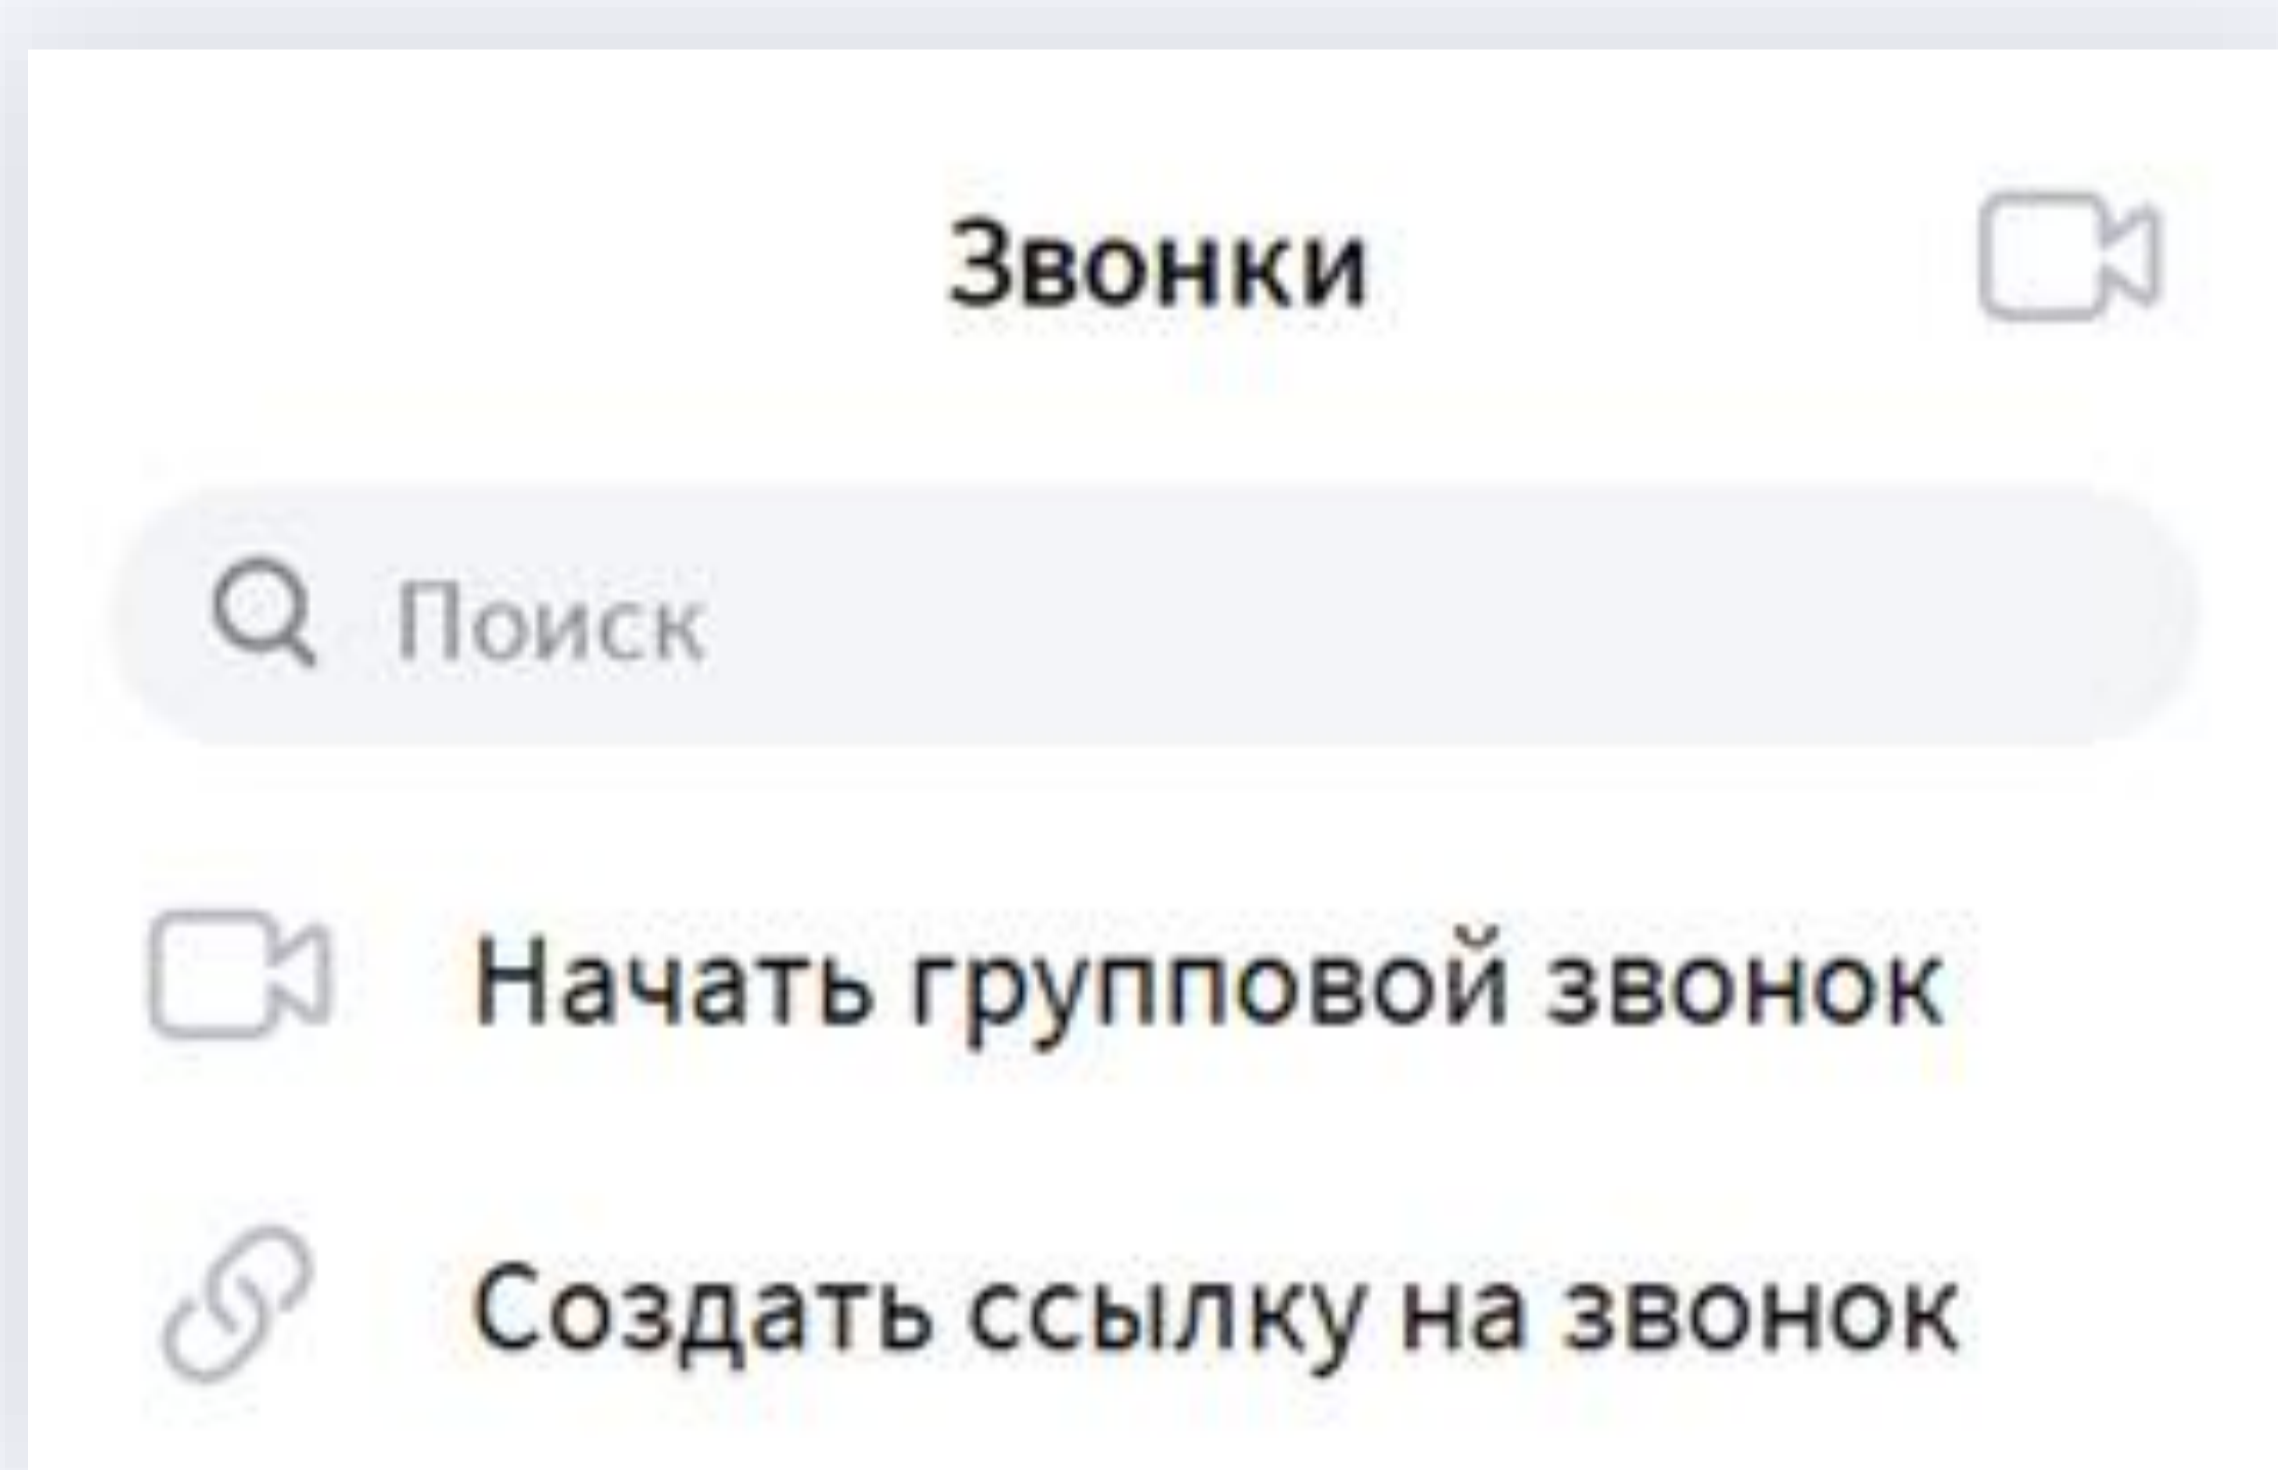 Звонки
Поиск
Начать групповой звонок
Создать ссылку на звонок